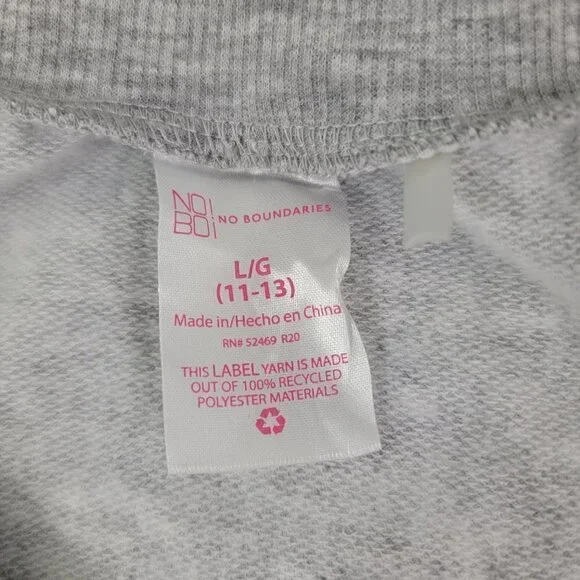 NO!
BO! NO BOUNDARIES
L/G
(11-13)
Made in/Hecho en China
RN# 52469 R20
THIS LABEL YARN IS MADE
OUT OF 100% RECYCLED
POLYESTER MATERIALS